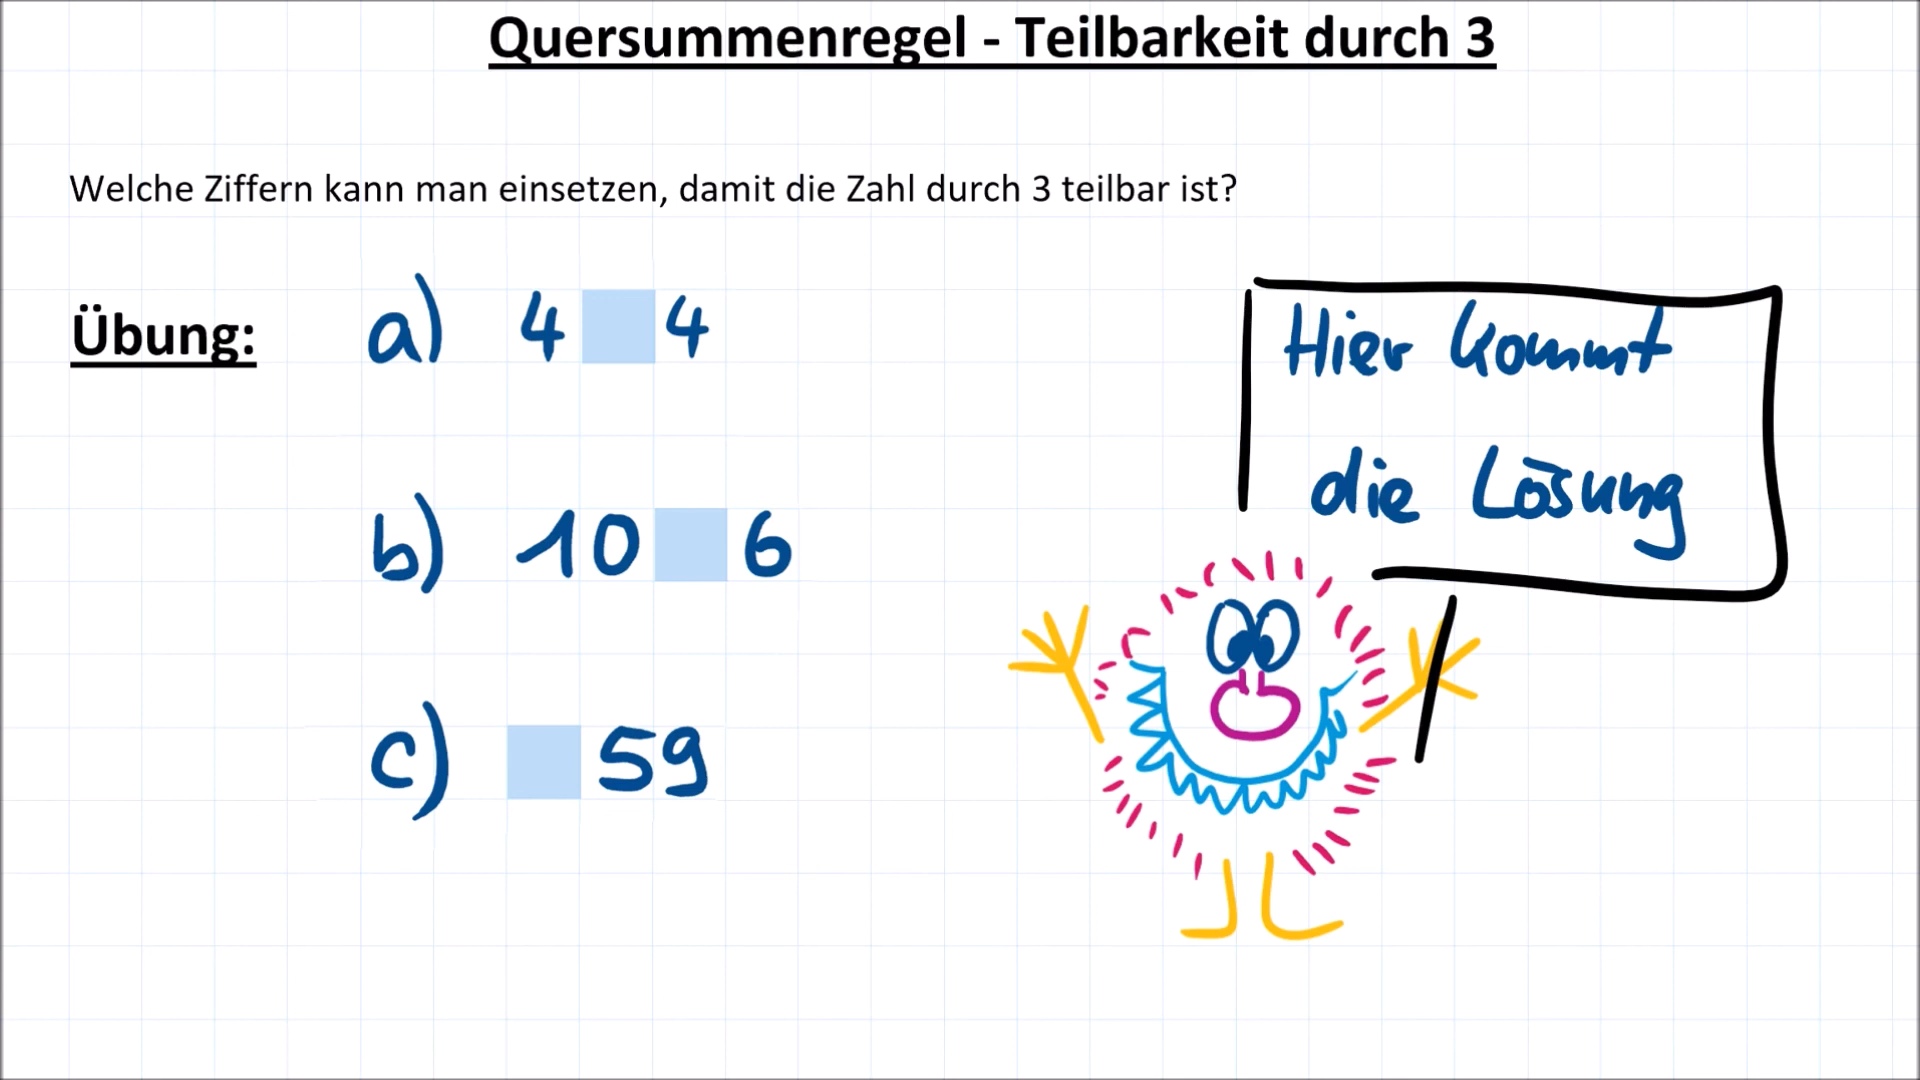 Quersummenregel - Teilbarkeit durch 3
Welche Ziffern kann man einsetzen, damit die Zahl durch 3 teilbar ist?
Übung:
a) 4 4
b) 10 6
c) 59
Hier kommt
die Lösung